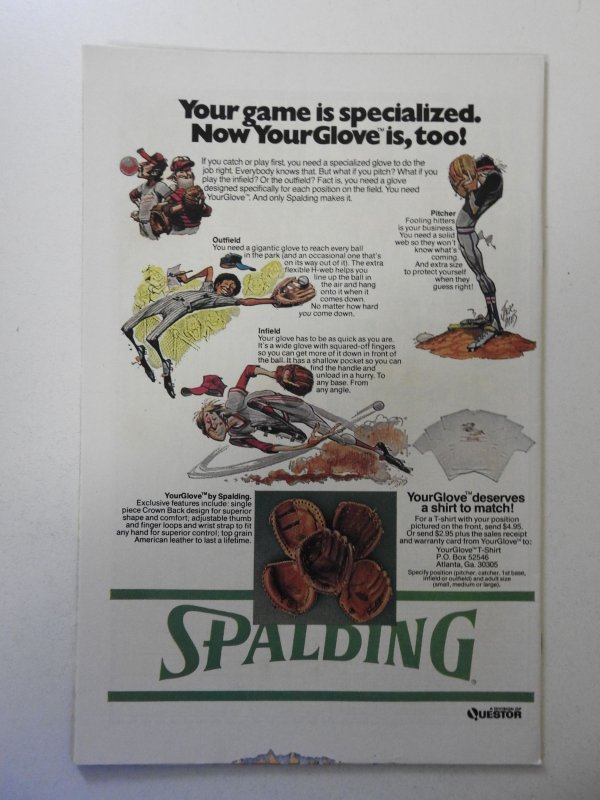 Your game is specialized.
Now YourGlove™ is, too!
If you catch or play first, you need a specialized glove to do the
job right. Everybody knows that. But what if you pitch? What if you
play the infield? Or the outfield? Fact is, you need a glove
designed specifically for each position on the field. You need
YourGlove™. And only Spalding makes it.
Pitcher
Fooling hitters
is your business.
You need a solid
web so they won't
know what's
coming.
And extra size
to protect yourself
when they
guess right!
Outfield
You need a gigantic glove to reach every ball
in the park (and an occasional one that's
on its way out of it). The extra
flexible H-web helps you
line up the ball in
the air and hang
onto it when it
comes down.
No matter how hard
you come down.
Infield
Your glove has to be as quick as you are.
It's a wide glove with squared-off fingers
so you can get more of it down in front of
the ball. It has a shallow pocket so you can
find the handle and
unload in a hurry. To
any base. From
any angle.
YourGlove™ by Spalding.
Exclusive features include: single
piece Crown Back design for superior
shape and comfort; adjustable thumb
and finger loops and wrist strap to fit
any hand for superior control; top grain
American leather to last a lifetime.
YourGlove™ deserves
a shirt to match!
For a T-shirt with your position
pictured on the front, send $4.95.
Or send $2.95 plus the sales receipt
and warranty card from YourGlove™ to:
YourGlove™ T-Shirt
P.O. Box 52546
Atlanta, Ga. 30305
Specify position (pitcher, catcher, 1st base,
infield or outfield) and adult size
(small, medium or large).
SPALDING
A DIVISION OF
QUESTOR